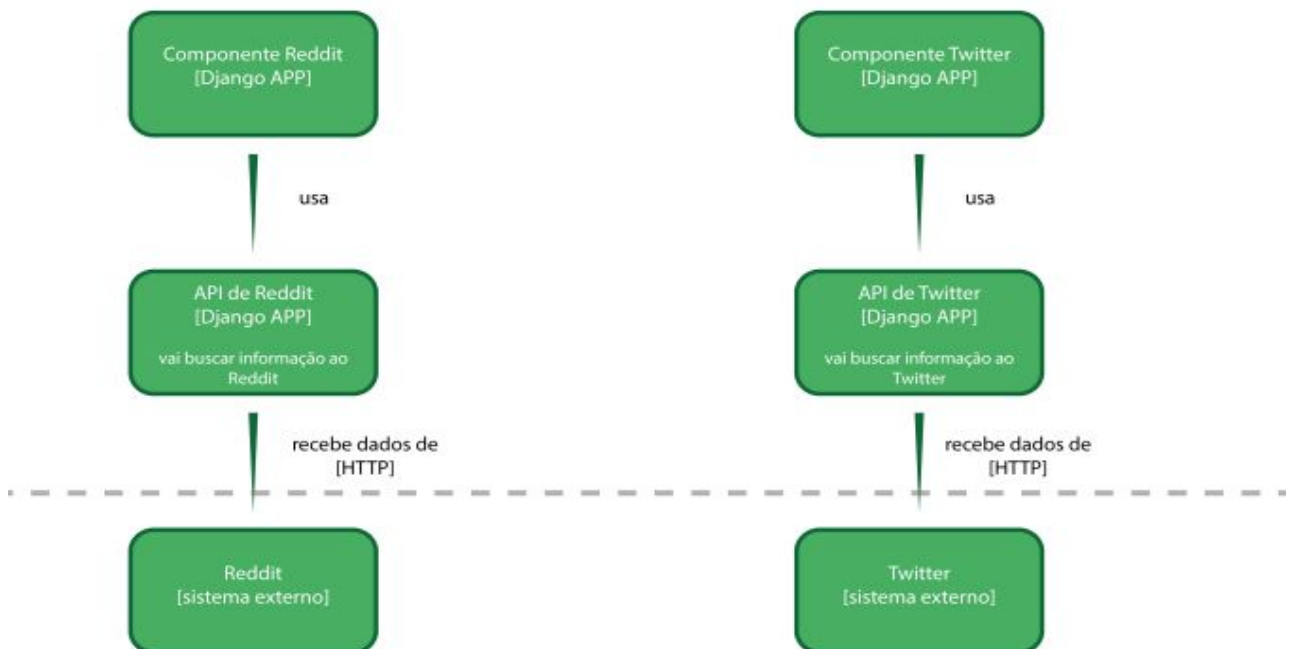 Componente Reddit
[Django APP]
Componente Twitter
[Django APP]
usa
usa
API de Reddit
[Django APP]
vai buscar informação ao
Reddit
API de Twitter
[Django APP]
vai buscar informação ao
Twitter
recebe dados de
[HTTP]
recebe dados de
[HTTP]
Reddit
[sistema externo]
Twitter
[sistema externo]